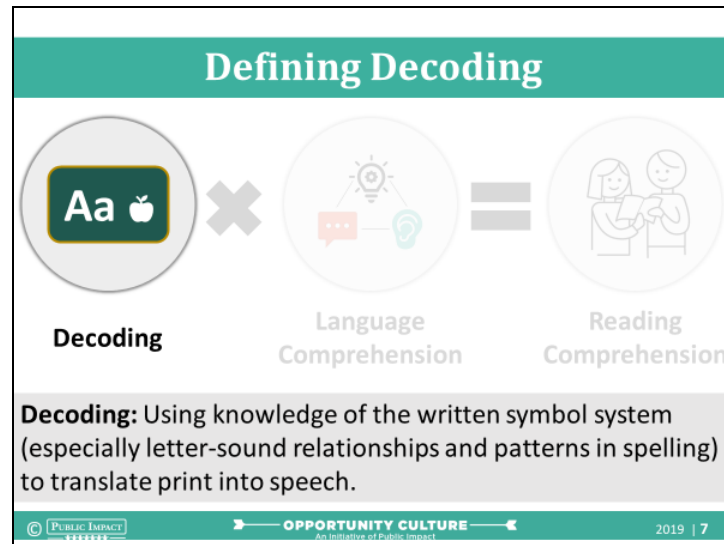 Defining Decoding
Aa
Decoding
Language
Comprehension
Reading
Comprehension
Decoding: Using knowledge of the written symbol system
(especially letter-sound relationships and patterns in spelling)
to translate print into speech.
© PUBLIC IMPACT
OPPORTUNITY CULTURE
An Initiative of Public Impact
2019 | 7